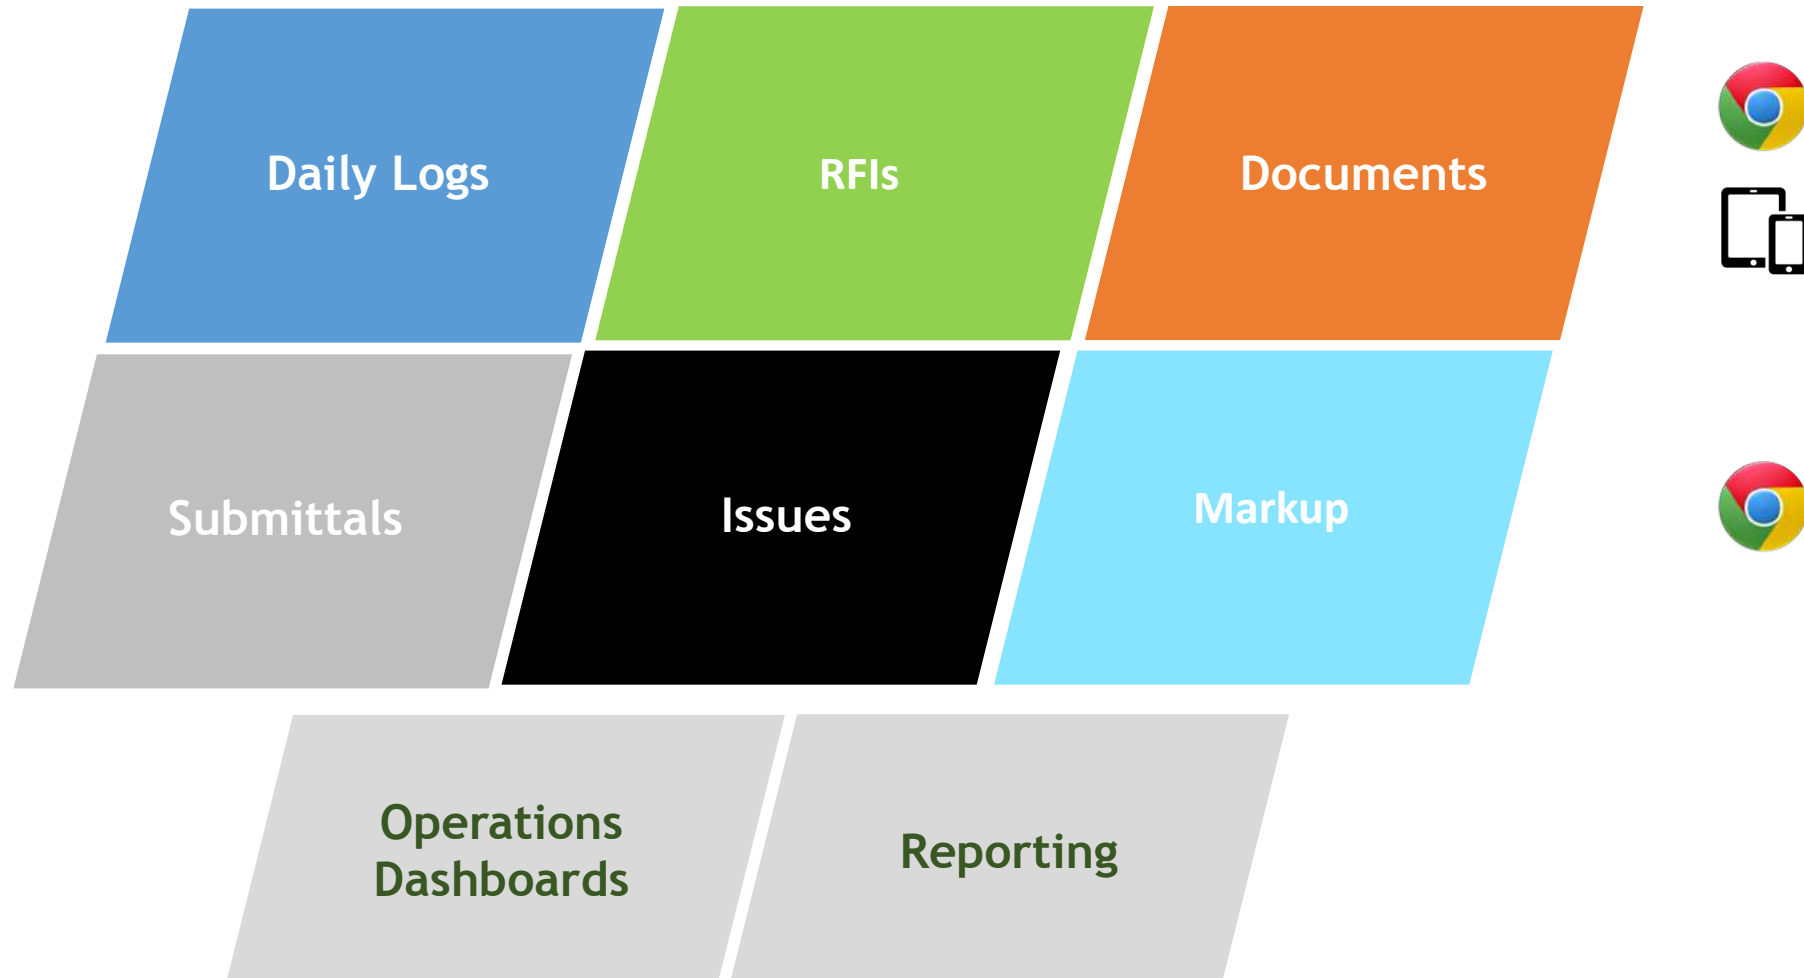 Daily Logs
RFIs
Documents
Submittals
Issues
Markup
Operations
Dashboards
Reporting